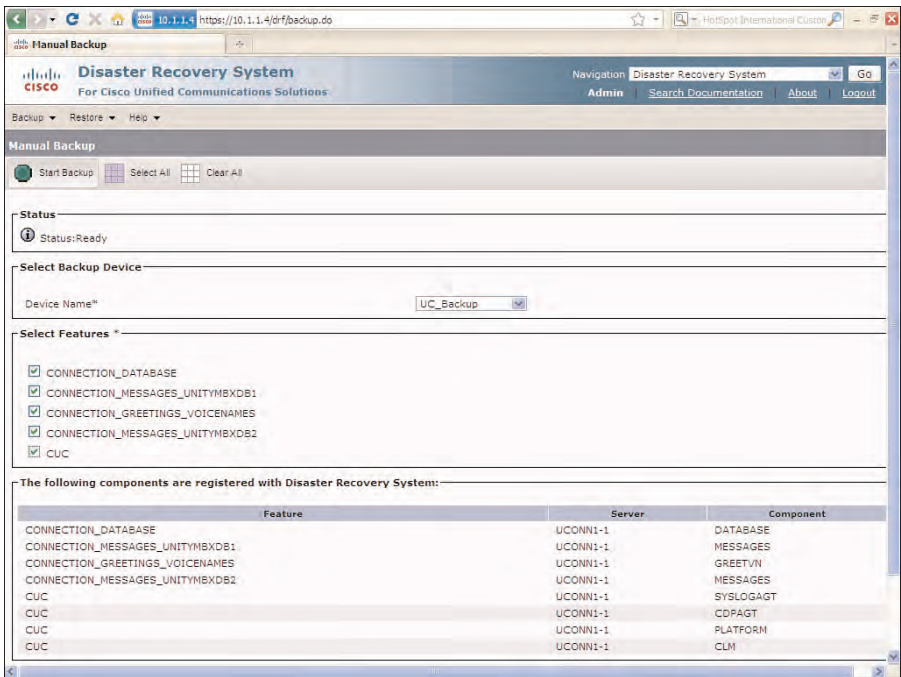 10.1.1.4 https://10.1.1.4/drf/backup.do
HotSpot International Custon
Manual Backup
cisco
Disaster Recovery System
For Cisco Unified Communications Solutions
Navigation Disaster Recovery System Go
Admin | Search Documentation | About | Logout
Backup Restore Help
Manual Backup
Start Backup Select All Clear All
Status
Status:Ready
Select Backup Device
Device Name* UC_Backup
Select Features *
CONNECTION_DATABASE
CONNECTION_MESSAGES_UNITYMBXDB1
CONNECTION_GREETINGS_VOICENAMES
CONNECTION_MESSAGES_UNITYMBXDB2
CUC
The following components are registered with Disaster Recovery System:
Feature Server Component
CONNECTION_DATABASE UCONN1-1 DATABASE
CONNECTION_MESSAGES_UNITYMBXDB1 UCONN1-1 MESSAGES
CONNECTION_GREETINGS_VOICENAMES UCONN1-1 GREETVN
CONNECTION_MESSAGES_UNITYMBXDB2 UCONN1-1 MESSAGES
CUC UCONN1-1 SYSLOGAGT
CUC UCONN1-1 CDPAGT
CUC UCONN1-1 PLATFORM
CUC UCONN1-1 CLM